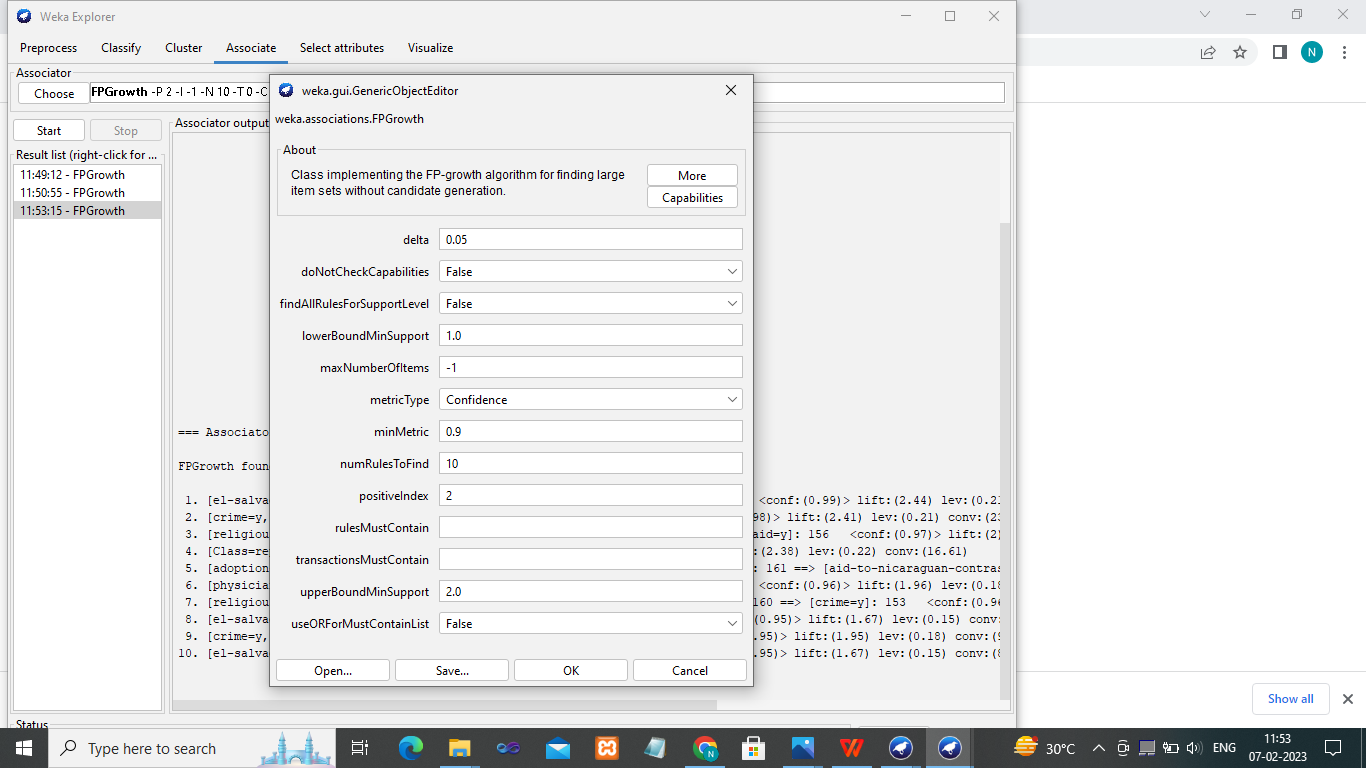 Weka Explorer
Preprocess Classify Cluster Associate Select attributes Visualize
N
Associator
Choose FPGrowth -P 2 -I -1 -N 10 -T 0 -C
Start Stop
Result list (right-click for ...
11:49:12 - FPGrowth
11:50:55 - FPGrowth
11:53:15 - FPGrowth
Associator output
=== Associato
FPGrowth foun
1. [el-salva <conf:(0.99)> lift:(2.44) lev:(0.21
2. [crime=y, 98)> lift:(2.41) lev:(0.21) conv:(23
3. [religiou aid=y]: 156 <conf:(0.97)> lift:(2
4. [Class=re (2.38) lev:(0.22) conv:(16.61)
5. [adoption : 161 ==> [aid-to-nicaraguan-contras
6. [physicia <conf:(0.96)> lift:(1.96) lev:(0.18
7. [religiou 160 ==> [crime=y]: 153 <conf:(0.96
8. [el-salva 0.95)> lift:(1.67) lev:(0.15) conv:
9. [crime=y, .95)> lift:(1.95) lev:(0.18) conv:(9
10. [el-salva .95)> lift:(1.67) lev:(0.15) conv:(8
Status
weka.gui.GenericObjectEditor
weka.associations.FPGrowth
About
Class implementing the FP-growth algorithm for finding large
item sets without candidate generation.
More
Capabilities
delta 0.05
doNotCheckCapabilities False
findAllRulesForSupportLevel False
lowerBoundMinSupport 1.0
maxNumberOfItems -1
metricType Confidence
minMetric 0.9
numRulesToFind 10
positiveIndex 2
rulesMustContain
transactionsMustContain
upperBoundMinSupport 2.0
useORForMustContainList False
Open... Save... OK Cancel
Show all
Type here to search
N
30°C
ENG
11:53
07-02-2023